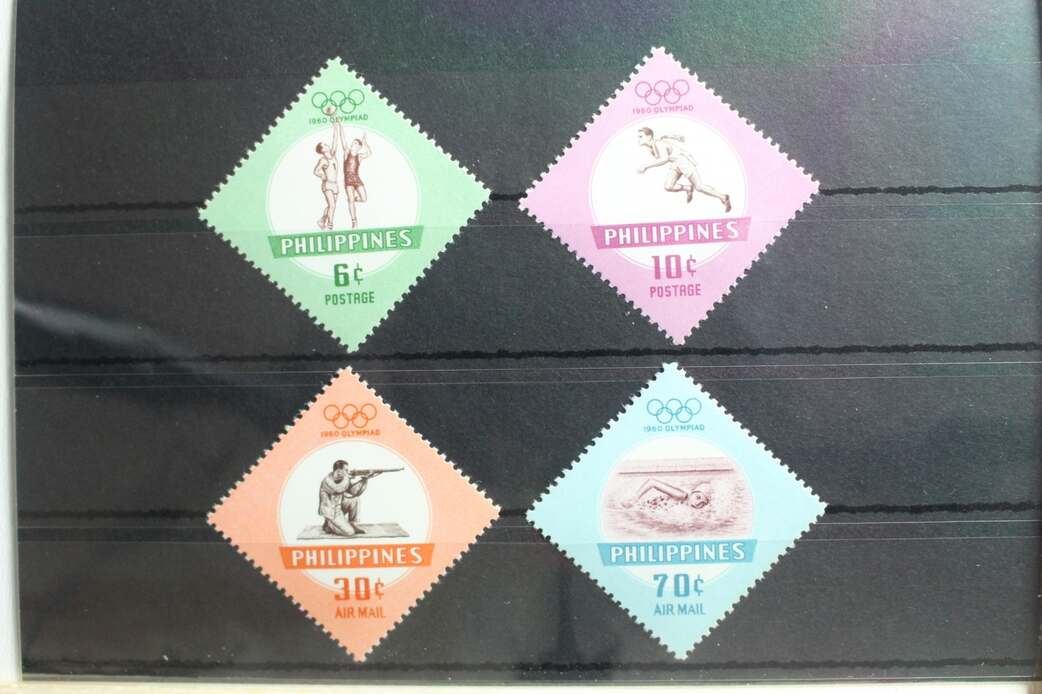 1960 OLYMPIAD
PHILIPPINES
6¢
POSTAGE
1960 OLYMPIAD
PHILIPPINES
10¢
POSTAGE
1960 OLYMPIAD
PHILIPPINES
30¢
AIR MAIL
1960 OLYMPIAD
PHILIPPINES
70¢
AIR MAIL